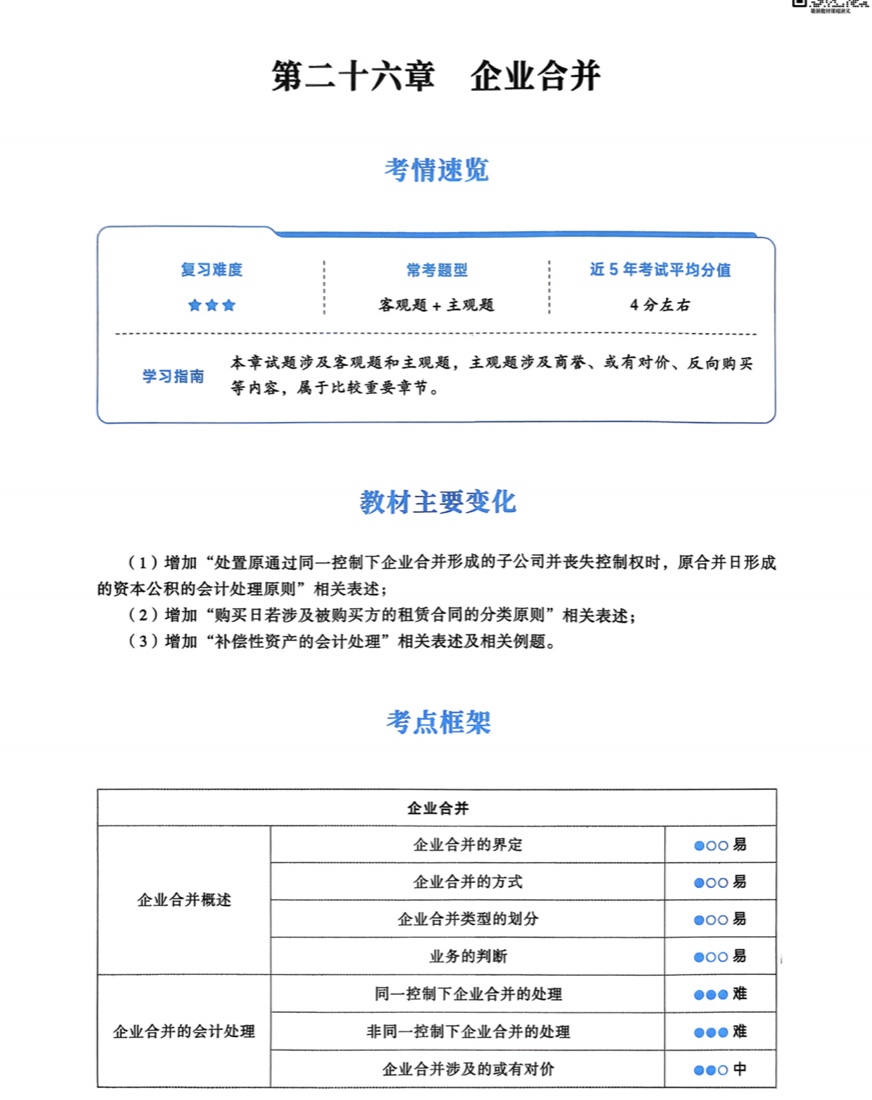 第二十六章 企业合并
考情速览
复习难度 常考题型 近5年考试平均分值
★★★ 客观题+主观题 4分左右
学习指南
本章试题涉及客观题和主观题，主观题涉及商誉、或有对价、反向购买
等内容，属于比较重要章节。
教材主要变化
（1）增加“处置原通过同一控制下企业合并形成的子公司并丧失控制权时，原合并日形成
的资本公积的会计处理原则”相关表述；
（2）增加“购买日若涉及被购买方的租赁合同的分类原则”相关表述；
（3）增加“补偿性资产的会计处理”相关表述及相关例题。
考点框架
企业合并
企业合并概述
企业合并的界定 ●○○ 易
企业合并的方式 ●○○ 易
企业合并类型的划分 ●○○ 易
业务的判断 ●○○ 易
企业合并的会计处理
同一控制下企业合并的处理 ●●● 难
非同一控制下企业合并的处理 ●●● 难
企业合并涉及的或有对价 ●●○ 中